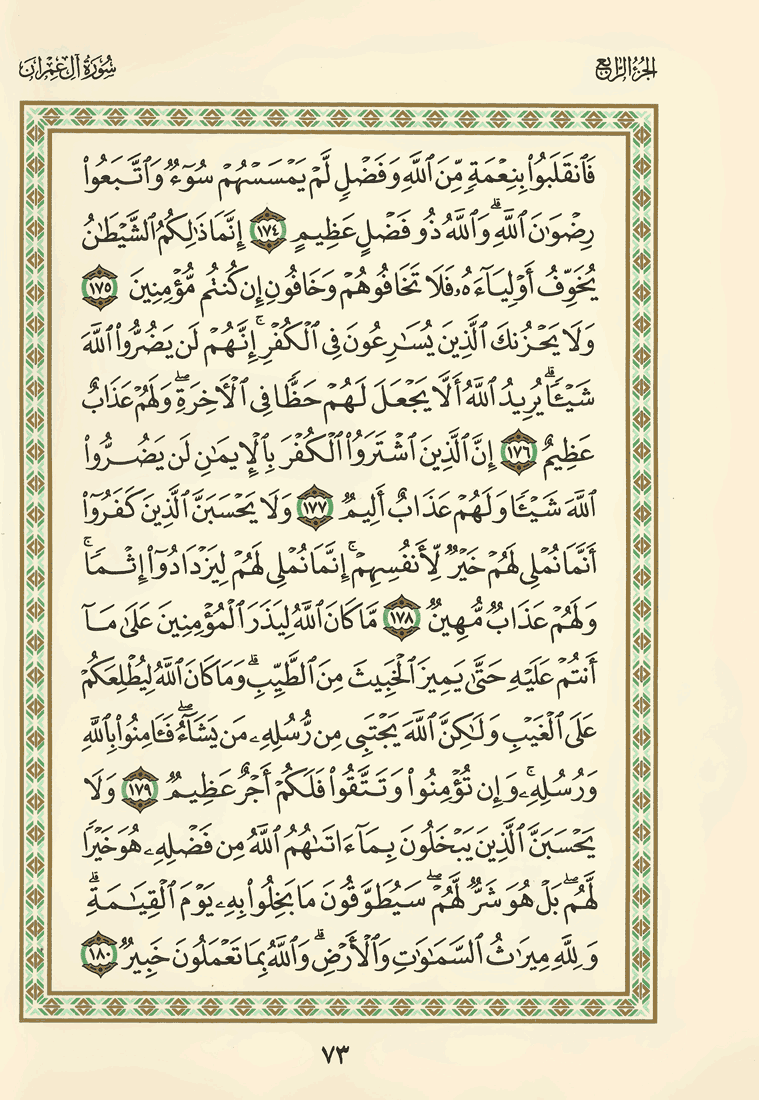 الجزء الرابع
سورة آل عمران
فَٱنقَلَبُوا۟ بِنِعْمَةٍ مِّنَ ٱللَّهِ وَفَضْلٍ لَّمْ يَمْسَسْهُمْ سُوٓءٌ وَٱتَّبَعُوا۟
رِضْوَٰنَ ٱللَّهِ ۗ وَٱللَّهُ ذُو فَضْلٍ عَظِيمٍ ١٧٤ إِنَّمَا ذَٰلِكُمُ ٱلشَّيْطَٰنُ
يُخَوِّفُ أَوْلِيَآءَهُۥ فَلَا تَخَافُوهُمْ وَخَافُونِ إِن كُنتُم مُّؤْمِنِينَ ١٧٥
وَلَا يَحْزُنكَ ٱلَّذِينَ يُسَٰرِعُونَ فِى ٱلْكُفْرِ ۚ إِنَّهُمْ لَن يَضُرُّوا۟ ٱللَّهَ
شَيْـًٔا ۗ يُرِيدُ ٱللَّهُ أَلَّا يَجْعَلَ لَهُمْ حَظًّا فِى ٱلْـَٔاخِرَةِ ۖ وَلَهُمْ عَذَابٌ
عَظِيمٌ ١٧٦ إِنَّ ٱلَّذِينَ ٱشْتَرَوُا۟ ٱلْكُفْرَ بِٱلْإِيمَٰنِ لَن يَضُرُّوا۟
ٱللَّهَ شَيْـًٔا وَلَهُمْ عَذَابٌ أَلِيمٌ ١٧٧ وَلَا يَحْسَبَنَّ ٱلَّذِينَ كَفَرُوٓا۟
أَنَّمَا نُمْلِى لَهُمْ خَيْرٌ لِّأَنفُسِهِمْ ۚ إِنَّمَا نُمْلِى لَهُمْ لِيَزْدَادُوٓا۟ إِثْمًا ۚ
وَلَهُمْ عَذَابٌ مُّهِينٌ ١٧٨ مَّا كَانَ ٱللَّهُ لِيَذَرَ ٱلْمُؤْمِنِينَ عَلَىٰ مَآ
أَنتُمْ عَلَيْهِ حَتَّىٰ يَمِيزَ ٱلْخَبِيثَ مِنَ ٱلطَّيِّبِ ۗ وَمَا كَانَ ٱللَّهُ لِيُطْلِعَكُمْ
عَلَى ٱلْغَيْبِ وَلَٰكِنَّ ٱللَّهَ يَجْتَبِى مِن رُّسُلِهِۦ مَن يَشَآءُ ۖ فَـَٔامِنُوا۟ بِٱللَّهِ
وَرُسُلِهِۦ ۚ وَإِن تُؤْمِنُوا۟ وَتَتَّقُوا۟ فَلَكُمْ أَجْرٌ عَظِيمٌ ١٧٩ وَلَا
يَحْسَبَنَّ ٱلَّذِينَ يَبْخَلُونَ بِمَآ ءَاتَىٰهُمُ ٱللَّهُ مِن فَضْلِهِۦ هُوَ خَيْرًا
لَّهُم ۖ بَلْ هُوَ شَرٌّ لَّهُمْ ۖ سَيُطَوَّقُونَ مَا بَخِلُوا۟ بِهِۦ يَوْمَ ٱلْقِيَٰمَةِ ۗ
وَلِلَّهِ مِيرَٰثُ ٱلسَّمَٰوَٰتِ وَٱلْأَرْضِ ۗ وَٱللَّهُ بِمَا تَعْمَلُونَ خَبِيرٌ ١٨٠
٧٣